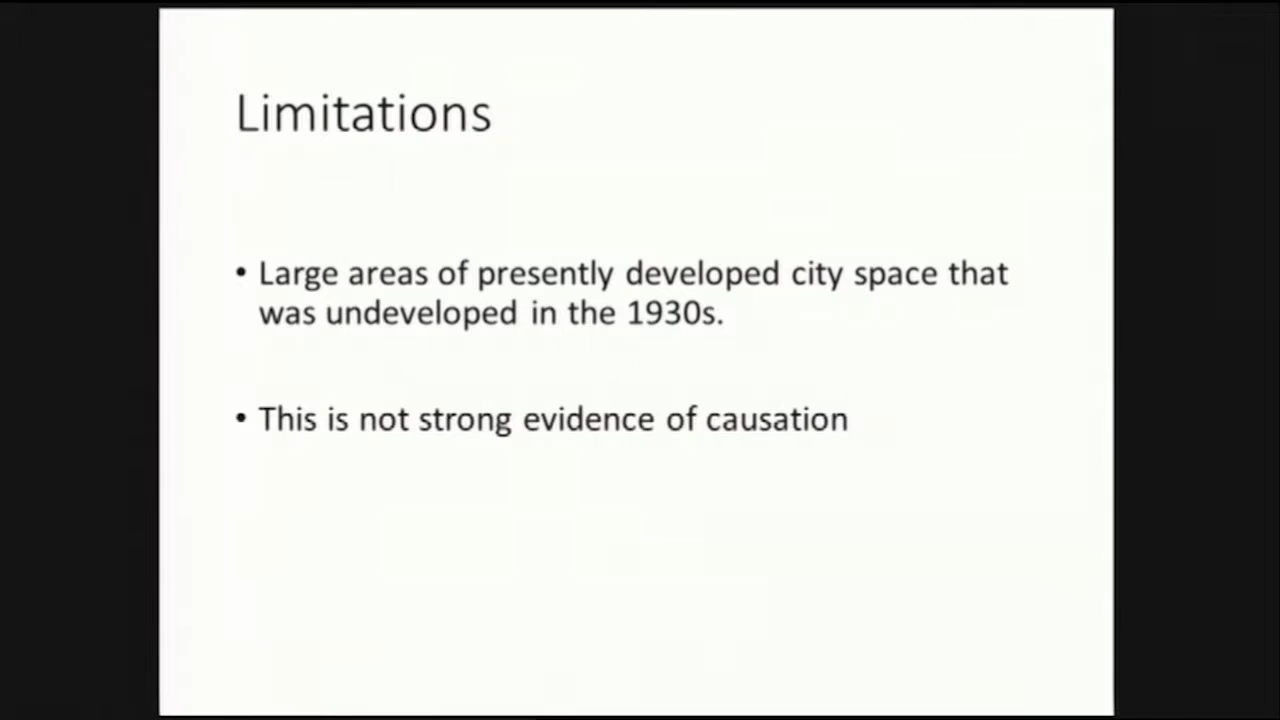 Limitations
• Large areas of presently developed city space that
was undeveloped in the 1930s.
• This is not strong evidence of causation